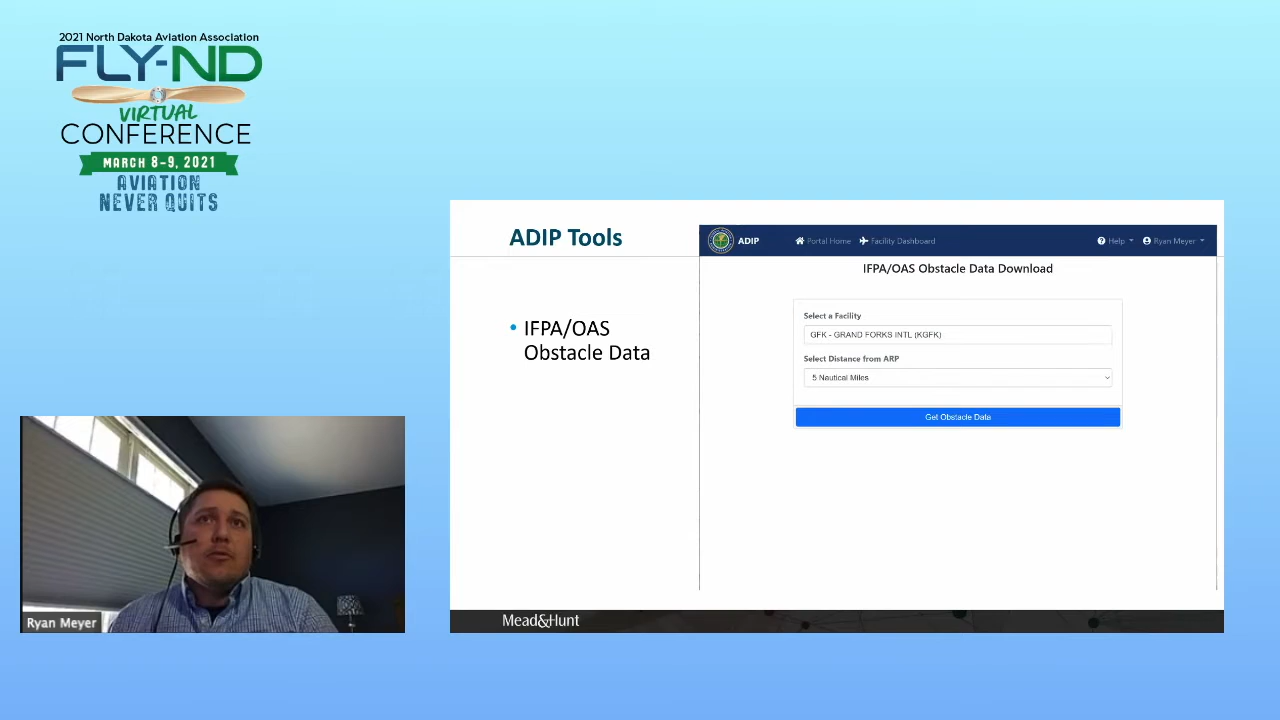 2021 North Dakota Aviation Association
FLY-ND
VIRTUAL
CONFERENCE
MARCH 8-9, 2021
AVIATION
NEVER QUITS
ADIP Tools
• IFPA/OAS
Obstacle Data
ADIP Portal Home Facility Dashboard Help Ryan Meyer
IFPA/OAS Obstacle Data Download
Select a Facility
GFK - GRAND FORKS INTL (KGFK)
Select Distance from ARP
5 Nautical Miles
Get Obstacle Data
Ryan Meyer
Mead&Hunt